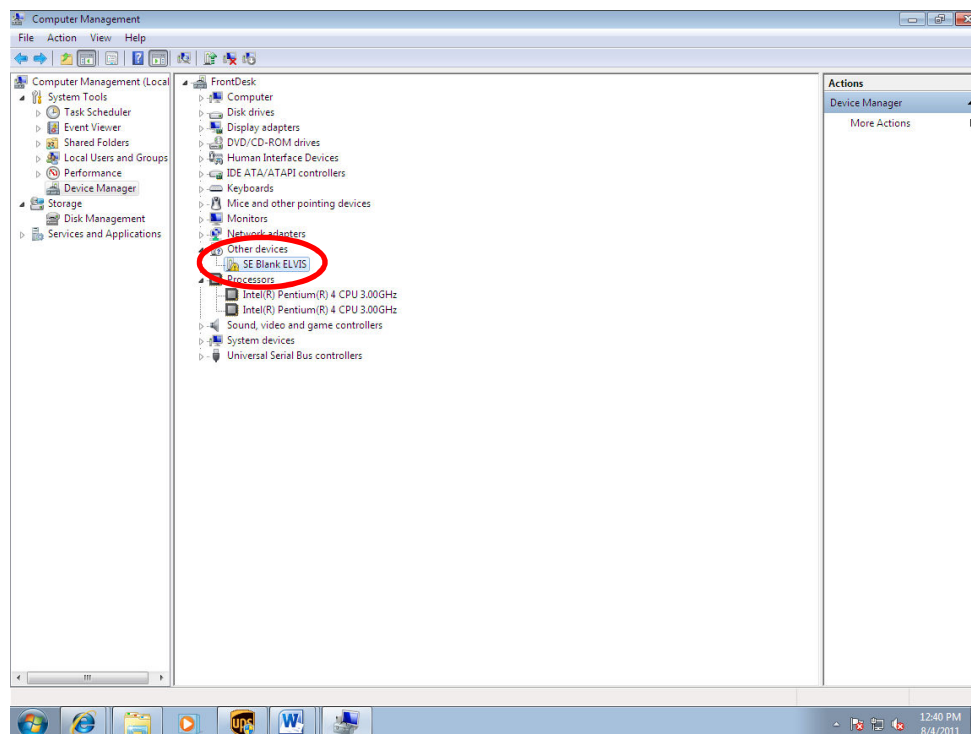 Computer Management
File Action View Help
Computer Management (Local
System Tools
Task Scheduler
Event Viewer
Shared Folders
Local Users and Groups
Performance
Device Manager
Storage
Disk Management
Services and Applications
FrontDesk
Computer
Disk drives
Display adapters
DVD/CD-ROM drives
Human Interface Devices
IDE ATA/ATAPI controllers
Keyboards
Mice and other pointing devices
Monitors
Network adapters
Other devices
SE Blank ELVIS
Processors
Intel(R) Pentium(R) 4 CPU 3.00GHz
Intel(R) Pentium(R) 4 CPU 3.00GHz
Sound, video and game controllers
System devices
Universal Serial Bus controllers
Actions
Device Manager
More Actions
ups
W
12:40 PM
8/4/2011